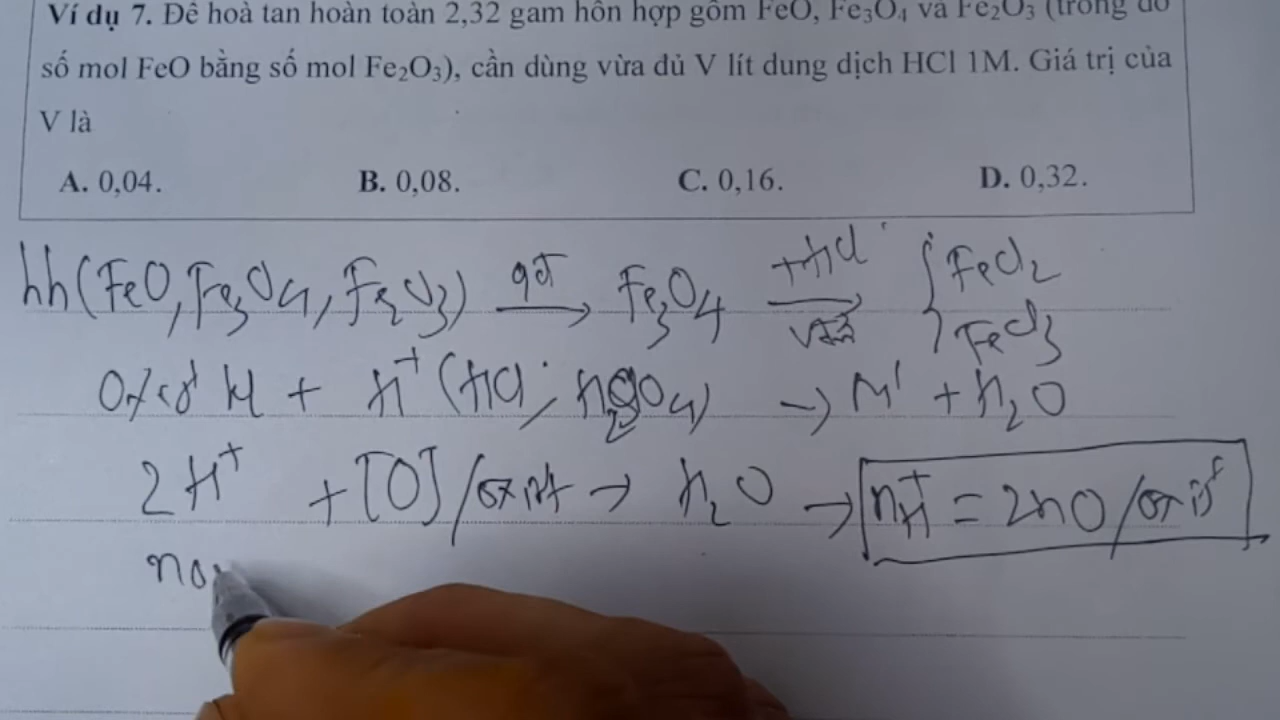 Ví dụ 7. Để hoà tan hoàn toàn 2,32 gam hỗn hợp gồm FeO, Fe₃O₄ và Fe₂O₃ (trong đó
số mol FeO bằng số mol Fe₂O₃), cần dùng vừa đủ V lít dung dịch HCl 1M. Giá trị của
V là
A. 0,04. B. 0,08. C. 0,16. D. 0,32.
hh(FeO, Fe₃O₄, Fe₂O₃) qđ → Fe₃O₄ +HCl vđ → { FeCl₂
FeCl₃
+ H⁺ (HCl; H₂SO₄) → M' + H₂O
2H⁺ + [O]/oxit → H₂O → nH⁺ = 2nO/oxit